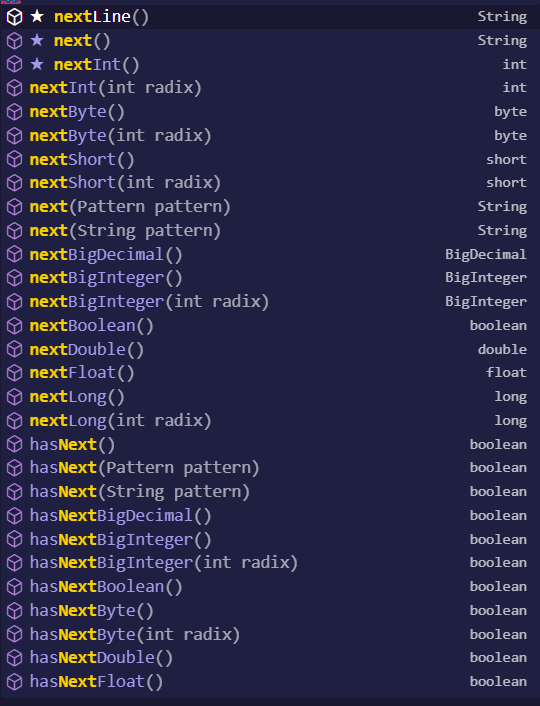 ★ nextLine() String
★ next() String
★ nextInt() int
nextInt(int radix) int
nextByte() byte
nextByte(int radix) byte
nextShort() short
nextShort(int radix) short
next(Pattern pattern) String
next(String pattern) String
nextBigDecimal() BigDecimal
nextBigInteger() BigInteger
nextBigInteger(int radix) BigInteger
nextBoolean() boolean
nextDouble() double
nextFloat() float
nextLong() long
nextLong(int radix) long
hasNext() boolean
hasNext(Pattern pattern) boolean
hasNext(String pattern) boolean
hasNextBigDecimal() boolean
hasNextBigInteger() boolean
hasNextBigInteger(int radix) boolean
hasNextBoolean() boolean
hasNextByte() boolean
hasNextByte(int radix) boolean
hasNextDouble() boolean
hasNextFloat() boolean